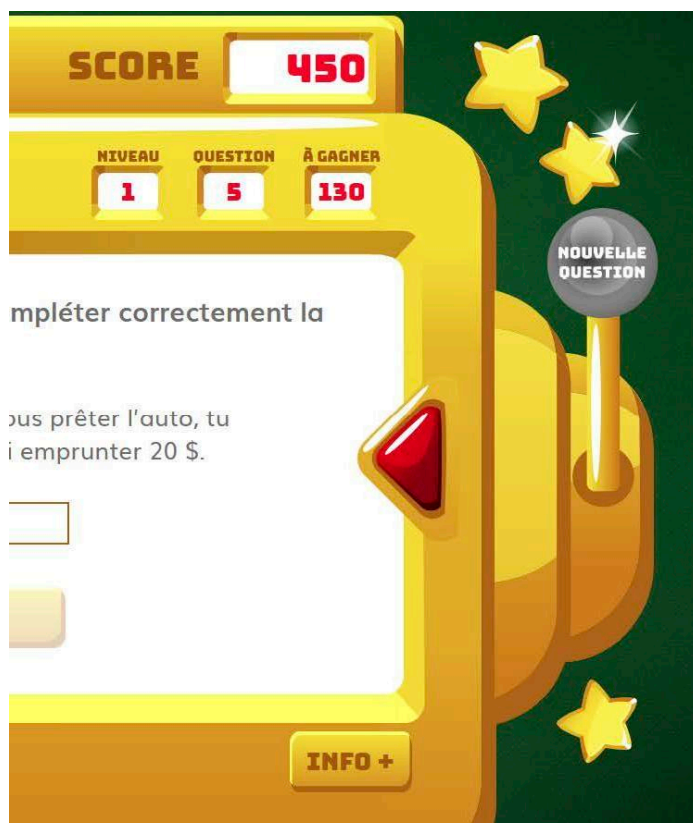 SCORE 450
NIVEAU QUESTION À GAGNER
1 5 130
NOUVELLE
QUESTION
mpléter correctement la
ous prêter l'auto, tu
i emprunter 20 $.
INFO +